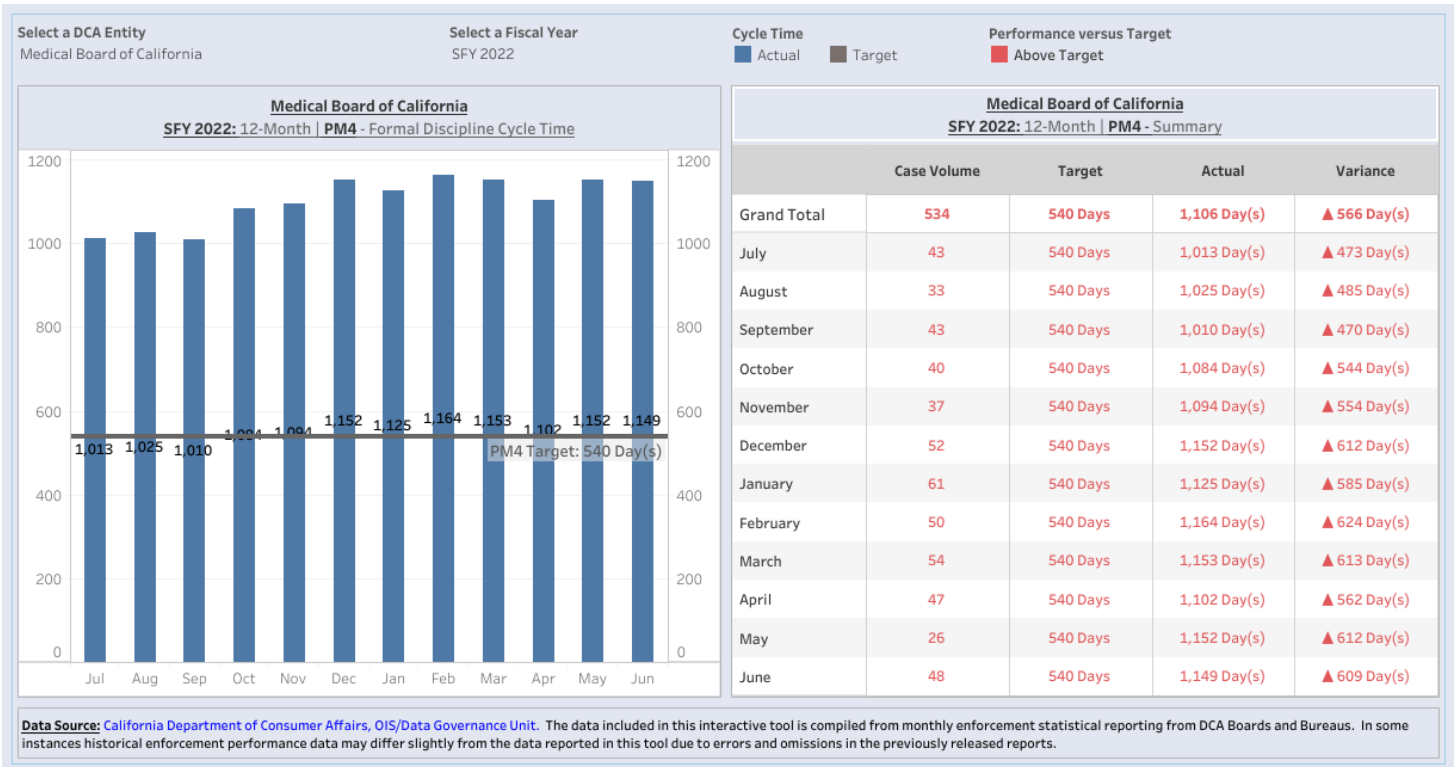 Select a DCA Entity
Medical Board of California
Select a Fiscal Year
SFY 2022
Cycle Time
Actual Target
Performance versus Target
Above Target
Medical Board of California
SFY 2022: 12-Month | PM4 - Formal Discipline Cycle Time
1200 1200
1000 1000
800 800
600 600
400 400
200 200
0 0
1,013 1,025 1,010 1,084 1,094 1,152 1,125 1,164 1,153 1,102 1,152 1,149
PM4 Target: 540 Day(s)
Jul Aug Sep Oct Nov Dec Jan Feb Mar Apr May Jun
Medical Board of California
SFY 2022: 12-Month | PM4 - Summary
Case Volume Target Actual Variance
Grand Total 534 540 Days 1,106 Day(s) ▲ 566 Day(s)
July 43 540 Days 1,013 Day(s) ▲ 473 Day(s)
August 33 540 Days 1,025 Day(s) ▲ 485 Day(s)
September 43 540 Days 1,010 Day(s) ▲ 470 Day(s)
October 40 540 Days 1,084 Day(s) ▲ 544 Day(s)
November 37 540 Days 1,094 Day(s) ▲ 554 Day(s)
December 52 540 Days 1,152 Day(s) ▲ 612 Day(s)
January 61 540 Days 1,125 Day(s) ▲ 585 Day(s)
February 50 540 Days 1,164 Day(s) ▲ 624 Day(s)
March 54 540 Days 1,153 Day(s) ▲ 613 Day(s)
April 47 540 Days 1,102 Day(s) ▲ 562 Day(s)
May 26 540 Days 1,152 Day(s) ▲ 612 Day(s)
June 48 540 Days 1,149 Day(s) ▲ 609 Day(s)
Data Source: California Department of Consumer Affairs, OIS/Data Governance Unit. The data included in this interactive tool is compiled from monthly enforcement statistical reporting from DCA Boards and Bureaus. In some
instances historical enforcement performance data may differ slightly from the data reported in this tool due to errors and omissions in the previously released reports.